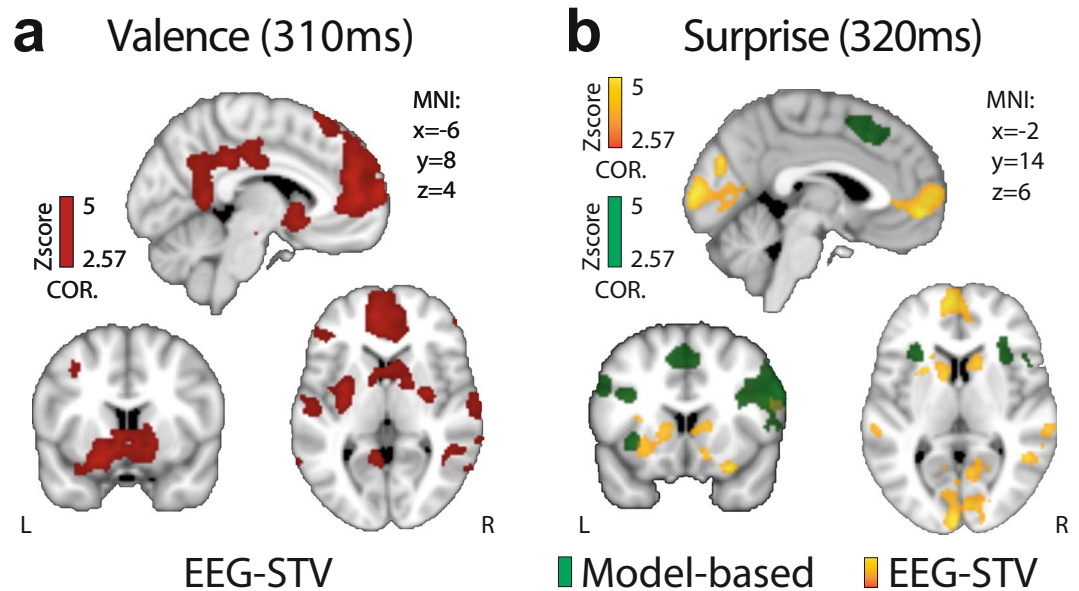 a Valence (310ms)
MNI:
x=-6
y=8
z=4
Zscore
5
2.57
COR.
L
R
EEG-STV
b Surprise (320ms)
Zscore
5
2.57
COR.
MNI:
x=-2
y=14
z=6
Zscore
5
2.57
COR.
L
R
Model-based EEG-STV